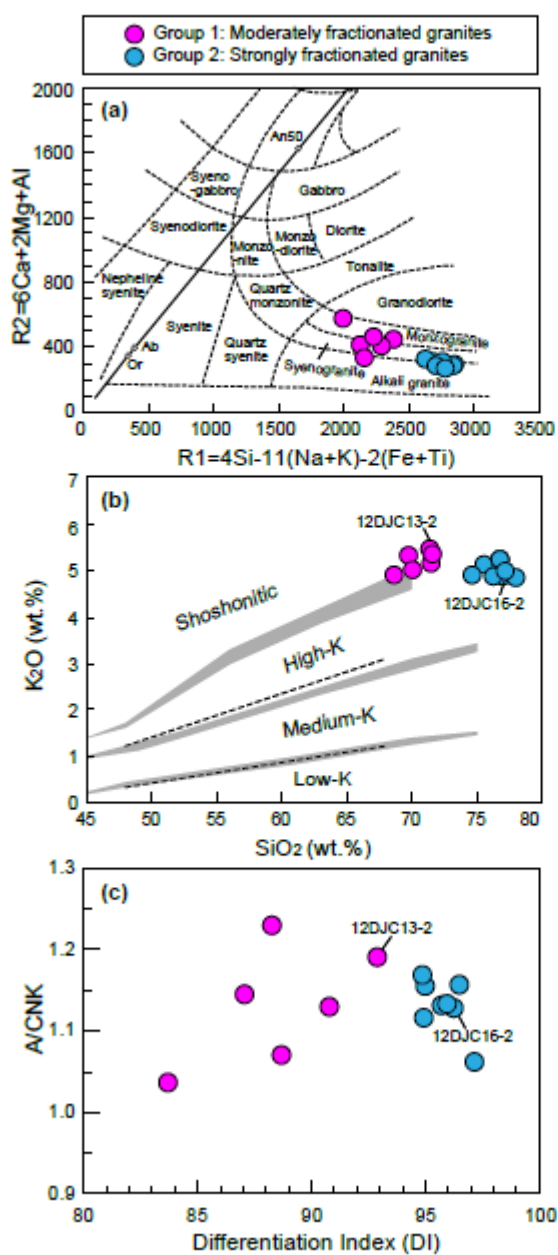 Group 1: Moderately fractionated granites
Group 2: Strongly fractionated granites
(a)
2000
1600
1200
800
400
0
R2=6Ca+2Mg+Al
An50
Syeno
-gabbro
Gabbro
Syenodiorite
Monzo
-nite
Monzo
-diorite
Diorite
Tonalite
Nepheline
syenite
Quartz
monzonite
Granodiorite
Syenite
Quartz
syenite
Monzogranite
Ab
Or
Syenogranite
Alkali granite
0 500 1000 1500 2000 2500 3000 3500
R1=4Si-11(Na+K)-2(Fe+Ti)
(b)
7
6
5
4
3
2
1
0
K2O (wt.%)
12DJC13-2
12DJC16-2
Shoshonitic
High-K
Medium-K
Low-K
45 50 55 60 65 70 75 80
SiO2 (wt.%)
(c)
1.3
1.2
1.1
1.0
0.9
A/CNK
12DJC13-2
12DJC16-2
80 85 90 95 100
Differentiation Index (DI)